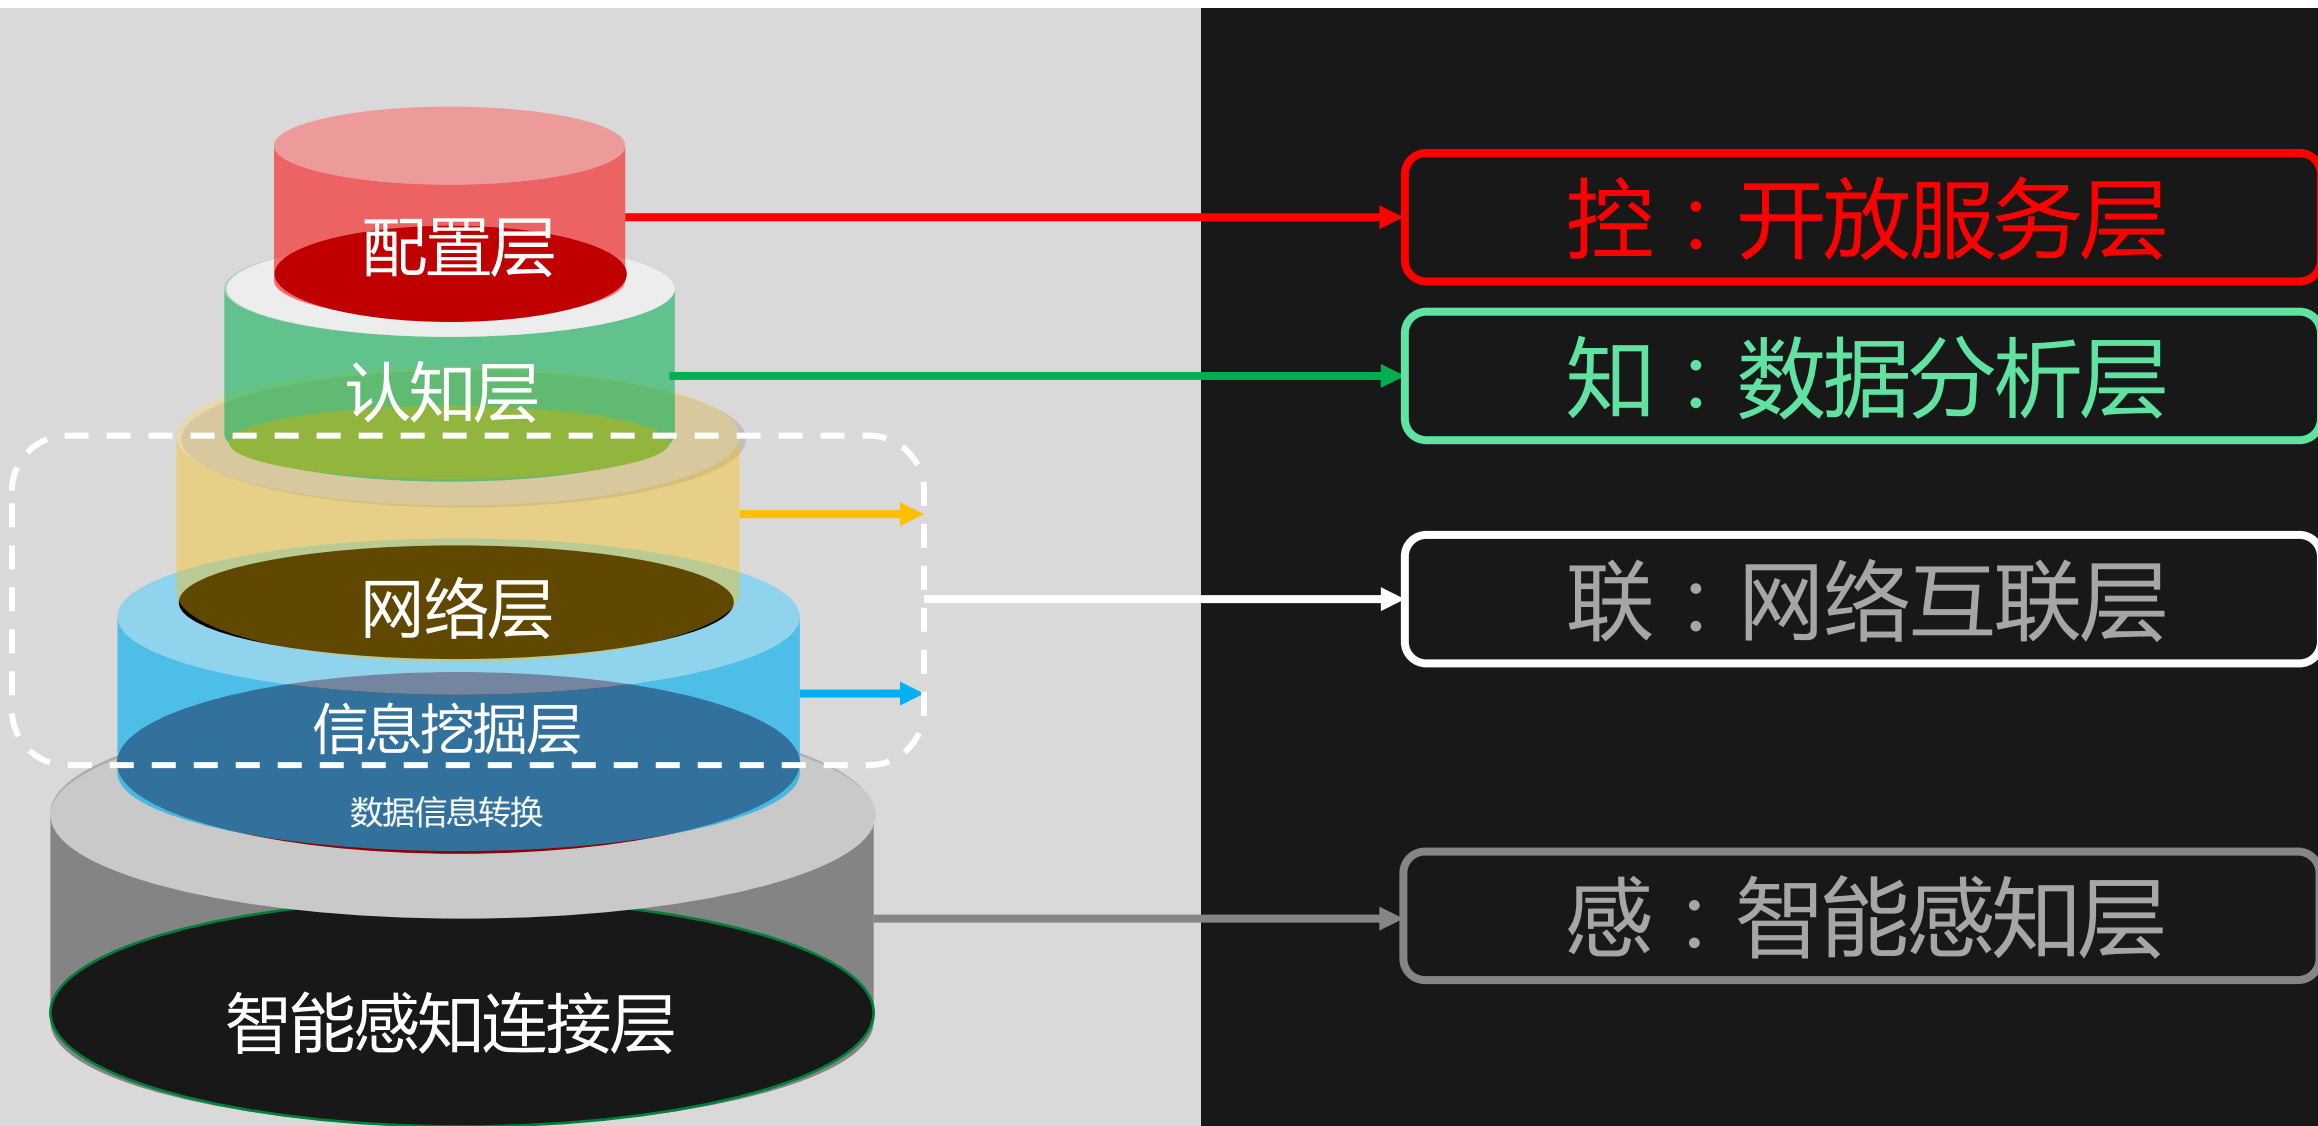 配置层
认知层
网络层
信息挖掘层
数据信息转换
智能感知连接层
控：开放服务层
知：数据分析层
联：网络互联层
感：智能感知层